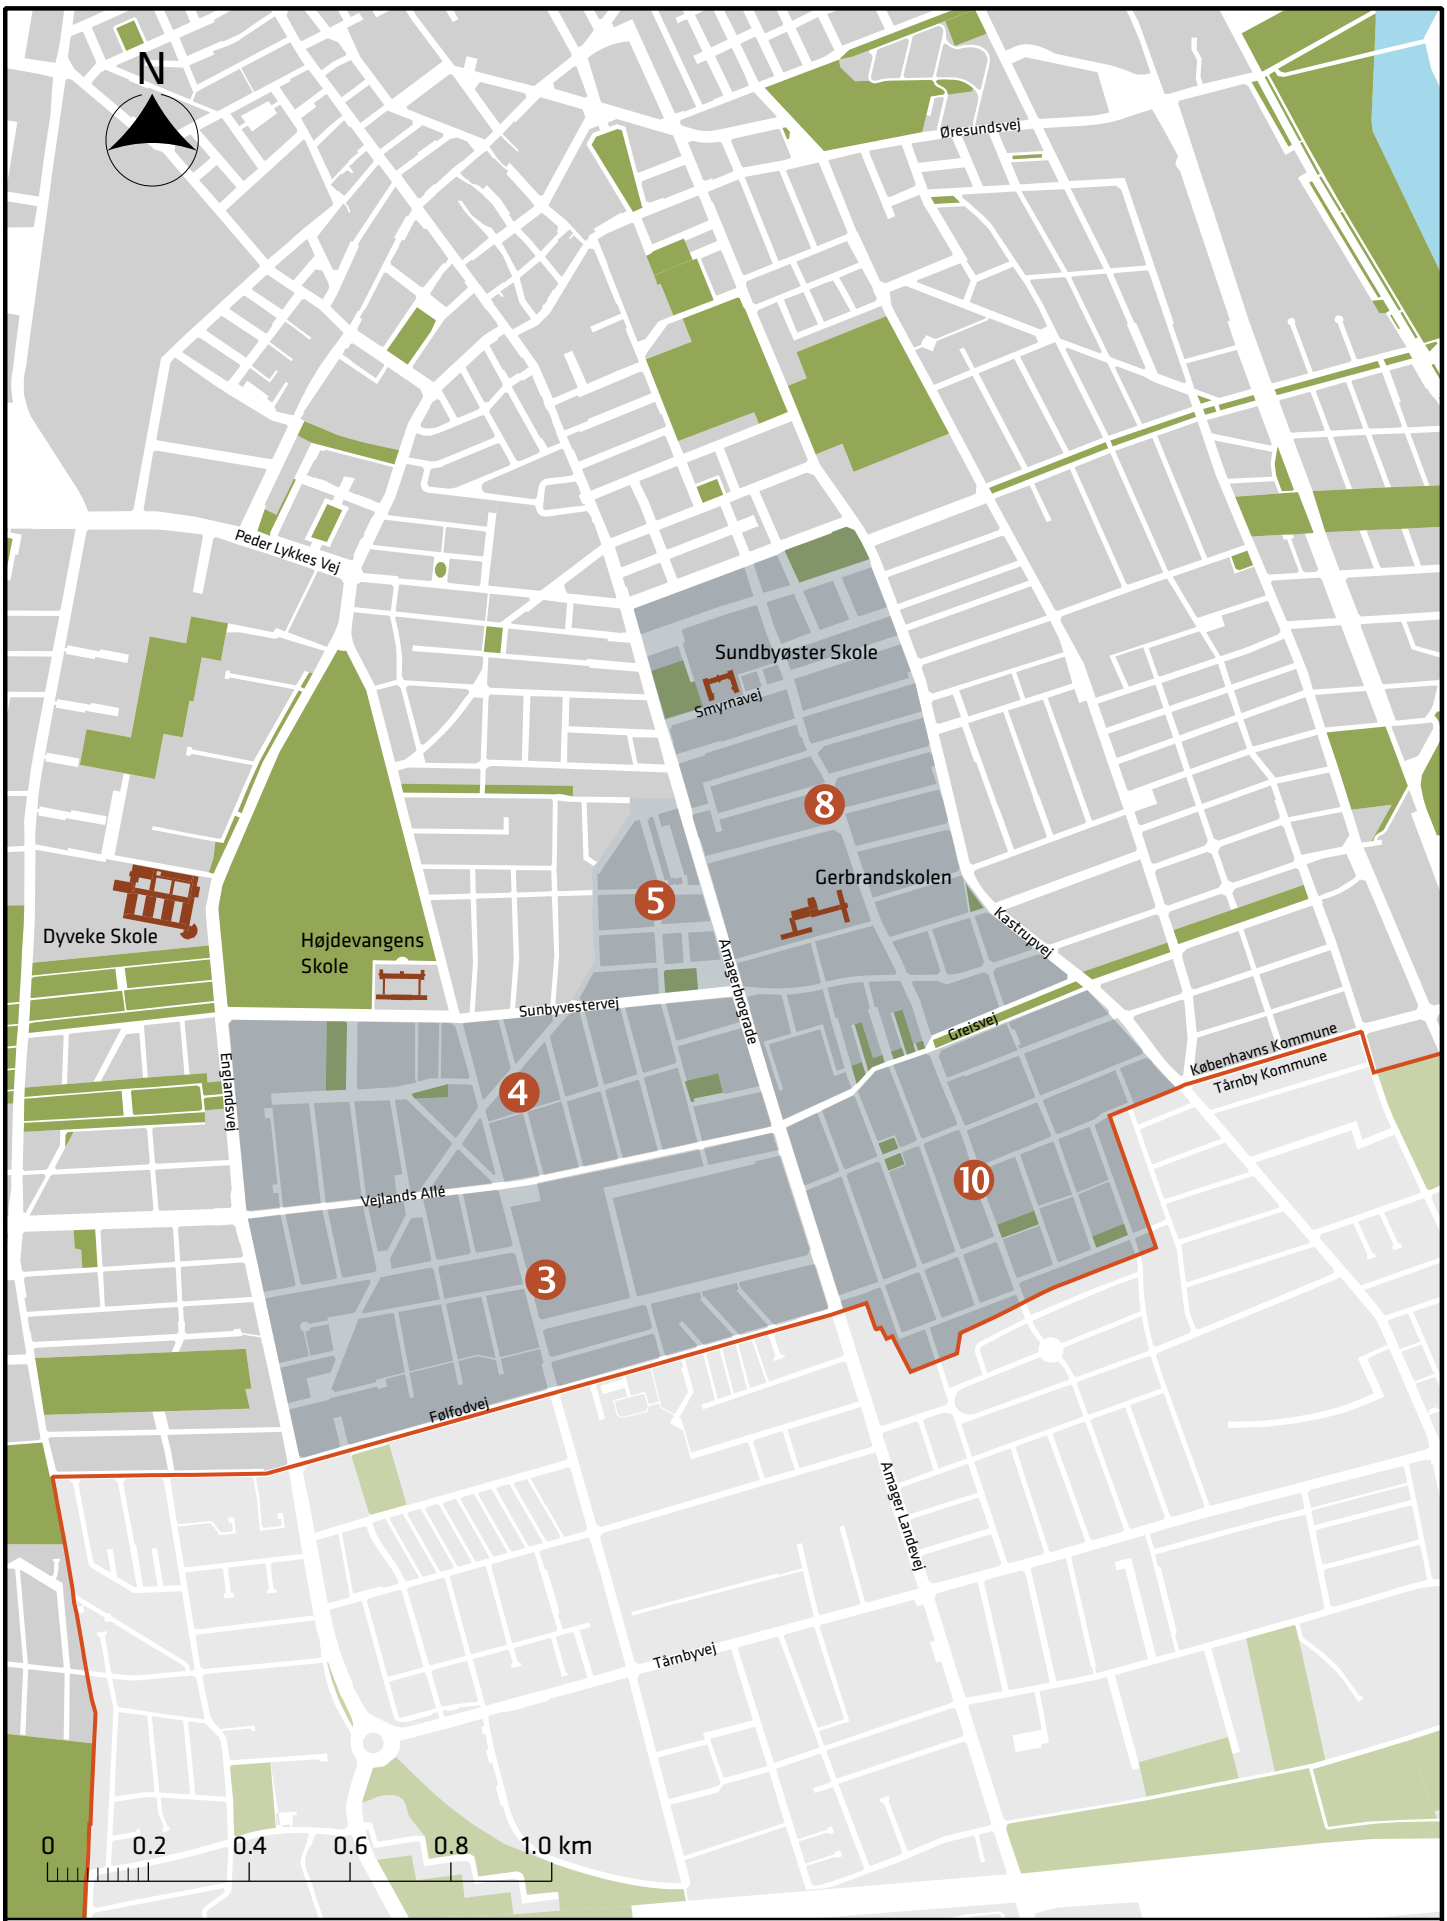 N
Øresundsvej
Peder Lykkes Vej
Sundbyøster Skole
Smyrnavej
8
Gerbrandskolen
5
Dyveke Skole
Højdevangens
Skole
Kastrupvej
Amagerbrograde
Sunbyvestervej
Greisvej
Københavns Kommune
Tårnby Kommune
Englandsvej
4
10
Vejlands Allé
3
Følfodvej
Amager Landevej
Tårnbyvej
0 0.2 0.4 0.6 0.8 1.0 km